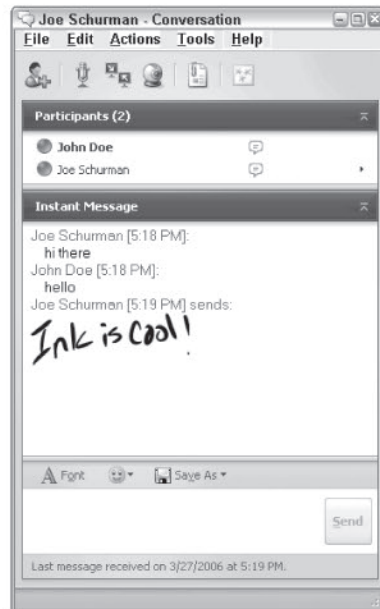 Joe Schurman - Conversation
File Edit Actions Tools Help
Participants (2)
John Doe
Joe Schurman
Instant Message
Joe Schurman [5:18 PM]:
hi there
John Doe [5:18 PM]:
hello
Joe Schurman [5:19 PM] sends:
Ink is Cool!
A Font Save As
Send
Last message received on 3/27/2006 at 5:19 PM.